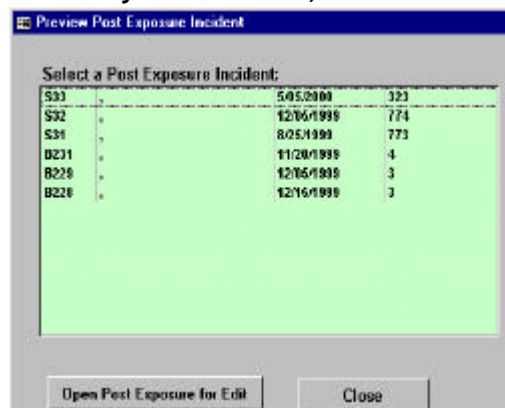 Preview Post Exposure Incident
Select a Post Exposure Incident:
S33 , 5/05/2000 323
S32 , 12/06/1999 774
S31 , 8/25/1999 773
B231 , 11/20/1999 4
B229 , 12/05/1999 3
B228 , 12/16/1999 3
Open Post Exposure for Edit Close